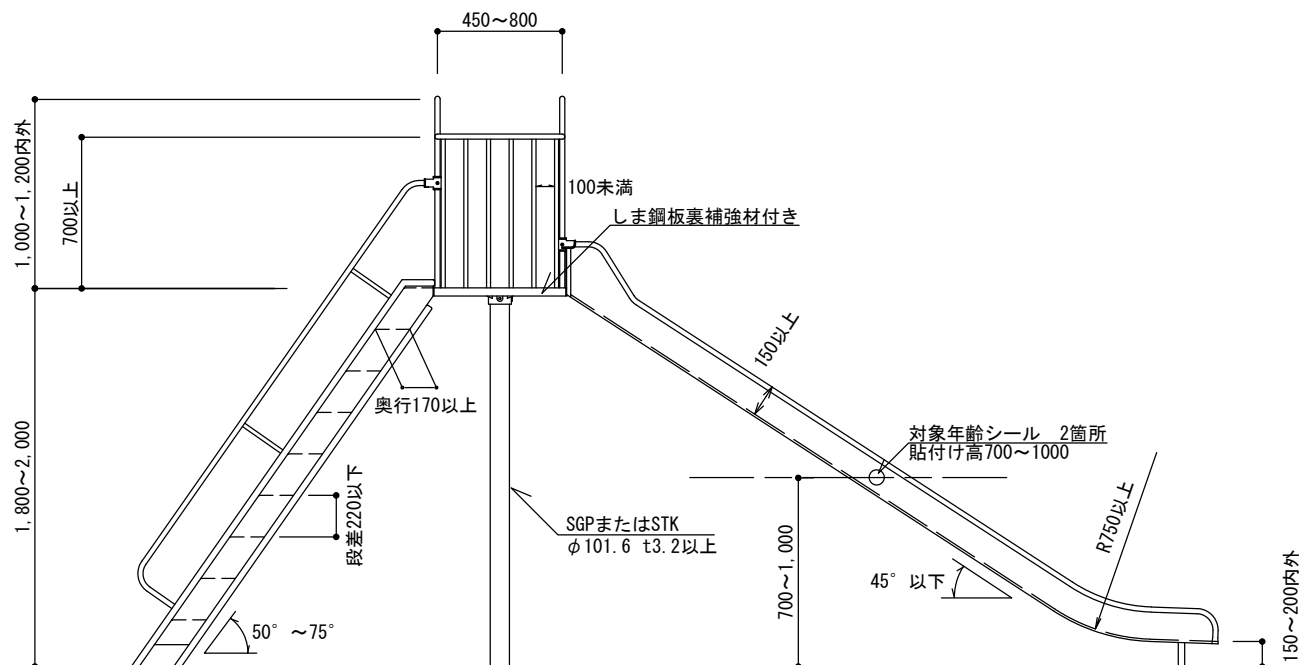 450～800
1,000～1,200内外
700以上
100未満
しま鋼板裏補強材付き
150以上
奥行170以上
対象年齢シール 2箇所
貼付け高700～1000
1,800～2,000
段差220以下
SGPまたはSTK
φ101.6 t3.2以上
700～1,000
R750以上
45°以下
50°～75°
150～200内外